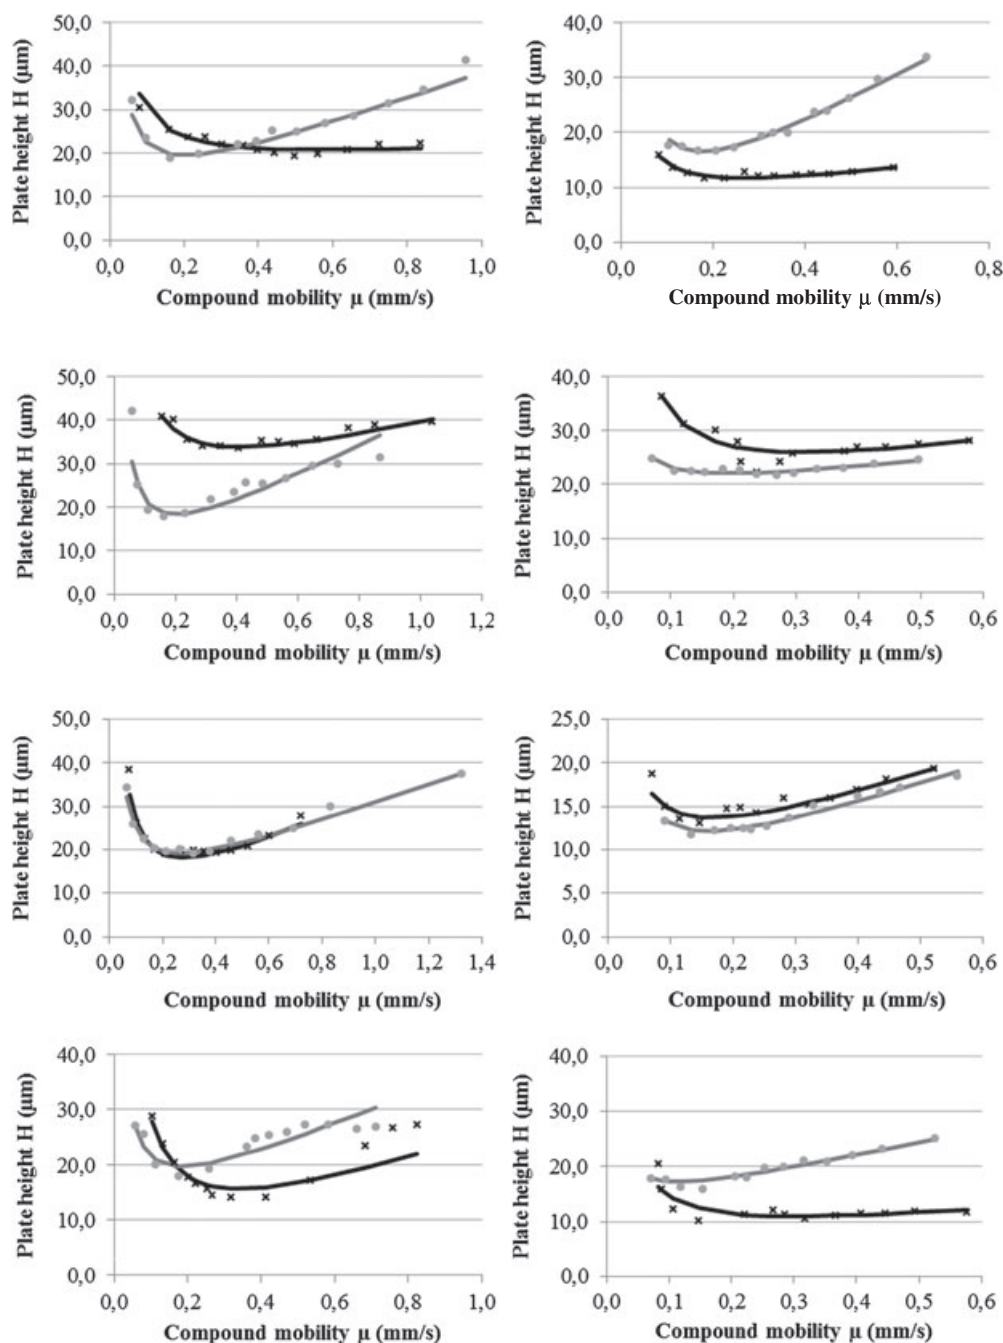 50,0
40,0
30,0
20,0
10,0
0,0
Plate height H (µm)
0,0 0,2 0,4 0,6 0,8 1,0
Compound mobility µ (mm/s)
40,0
30,0
20,0
10,0
0,0
Plate height H (µm)
0,0 0,2 0,4 0,6 0,8
Compound mobility µ (mm/s)
50,0
40,0
30,0
20,0
10,0
0,0
Plate height H (µm)
0,0 0,2 0,4 0,6 0,8 1,0 1,2
Compound mobility µ (mm/s)
40,0
30,0
20,0
10,0
0,0
Plate height H (µm)
0,0 0,1 0,2 0,3 0,4 0,5 0,6
Compound mobility µ (mm/s)
50,0
40,0
30,0
20,0
10,0
0,0
Plate height H (µm)
0,0 0,2 0,4 0,6 0,8 1,0 1,2 1,4
Compound mobility µ (mm/s)
25,0
20,0
15,0
10,0
5,0
0,0
Plate height H (µm)
0,0 0,1 0,2 0,3 0,4 0,5 0,6
Compound mobility µ (mm/s)
40,0
30,0
20,0
10,0
0,0
Plate height H (µm)
0,0 0,2 0,4 0,6 0,8 1,0
Compound mobility µ (mm/s)
40,0
30,0
20,0
10,0
0,0
Plate height H (µm)
0,0 0,1 0,2 0,3 0,4 0,5 0,6
Compound mobility µ (mm/s)